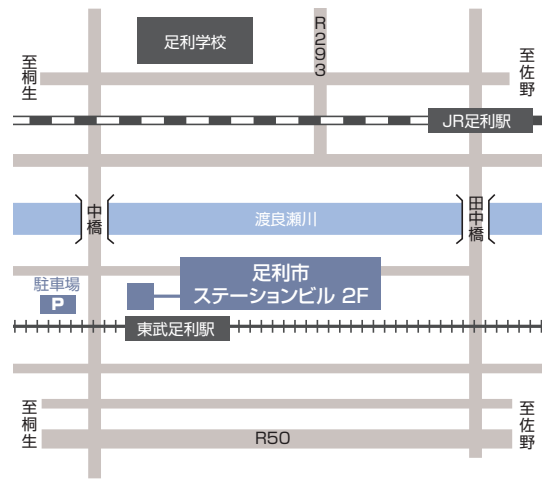 足利学校
R293
至桐生
至佐野
JR足利駅
中橋
渡良瀬川
田中橋
駐車場
P
足利市
ステーションビル 2F
東武足利駅
至桐生
R50
至佐野